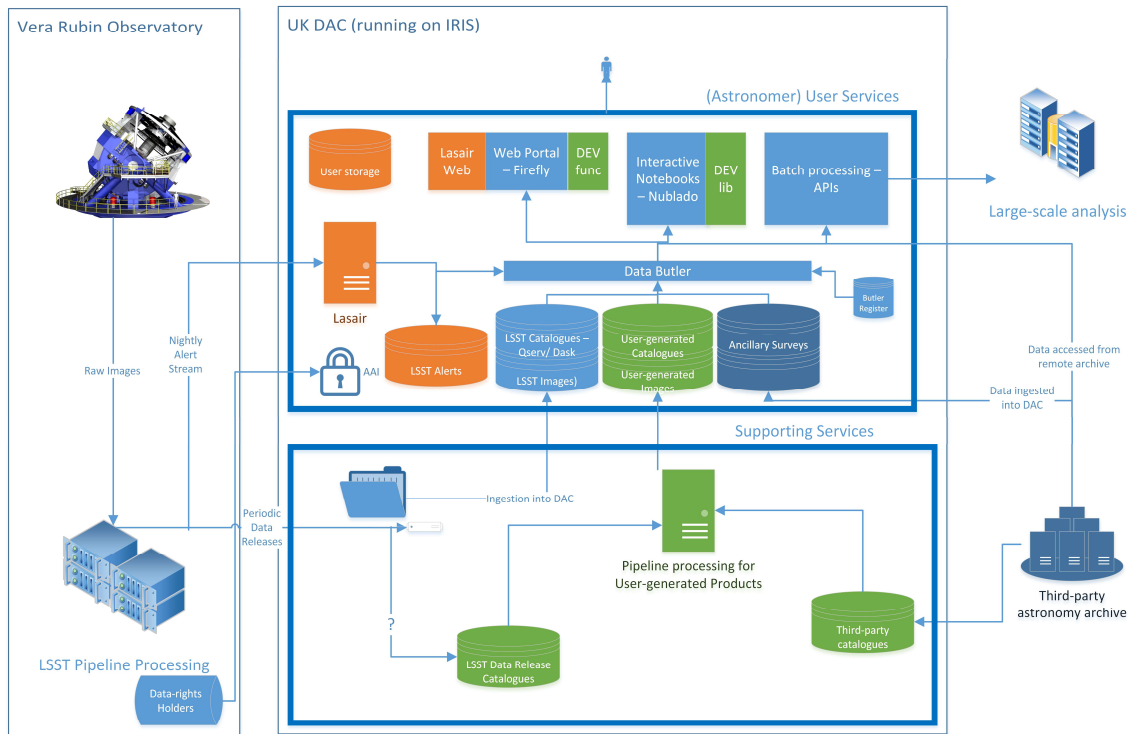 Vera Rubin Observatory
UK DAC (running on IRIS)
(Astronomer) User Services
User storage
Lasair
Web
Web Portal
– Firefly
DEV
func
Interactive
Notebooks
– Nublado
DEV
lib
Batch processing –
APIs
Large-scale analysis
Data Butler
Butler
Register
Lasair
LSST Alerts
LSST Catalogues –
Qserv/ Dask
LSST Images)
User-generated
Catalogues
User-generated
Images
Ancillary Surveys
Nightly
Alert
Stream
Raw Images
AAI
Data accessed from
remote archive
Data ingested
into DAC
Supporting Services
Ingestion into DAC
Periodic
Data
Releases
Pipeline processing for
User-generated Products
?
LSST Data Release
Catalogues
Third-party
catalogues
Third-party
astronomy archive
LSST Pipeline Processing
Data-rights
Holders